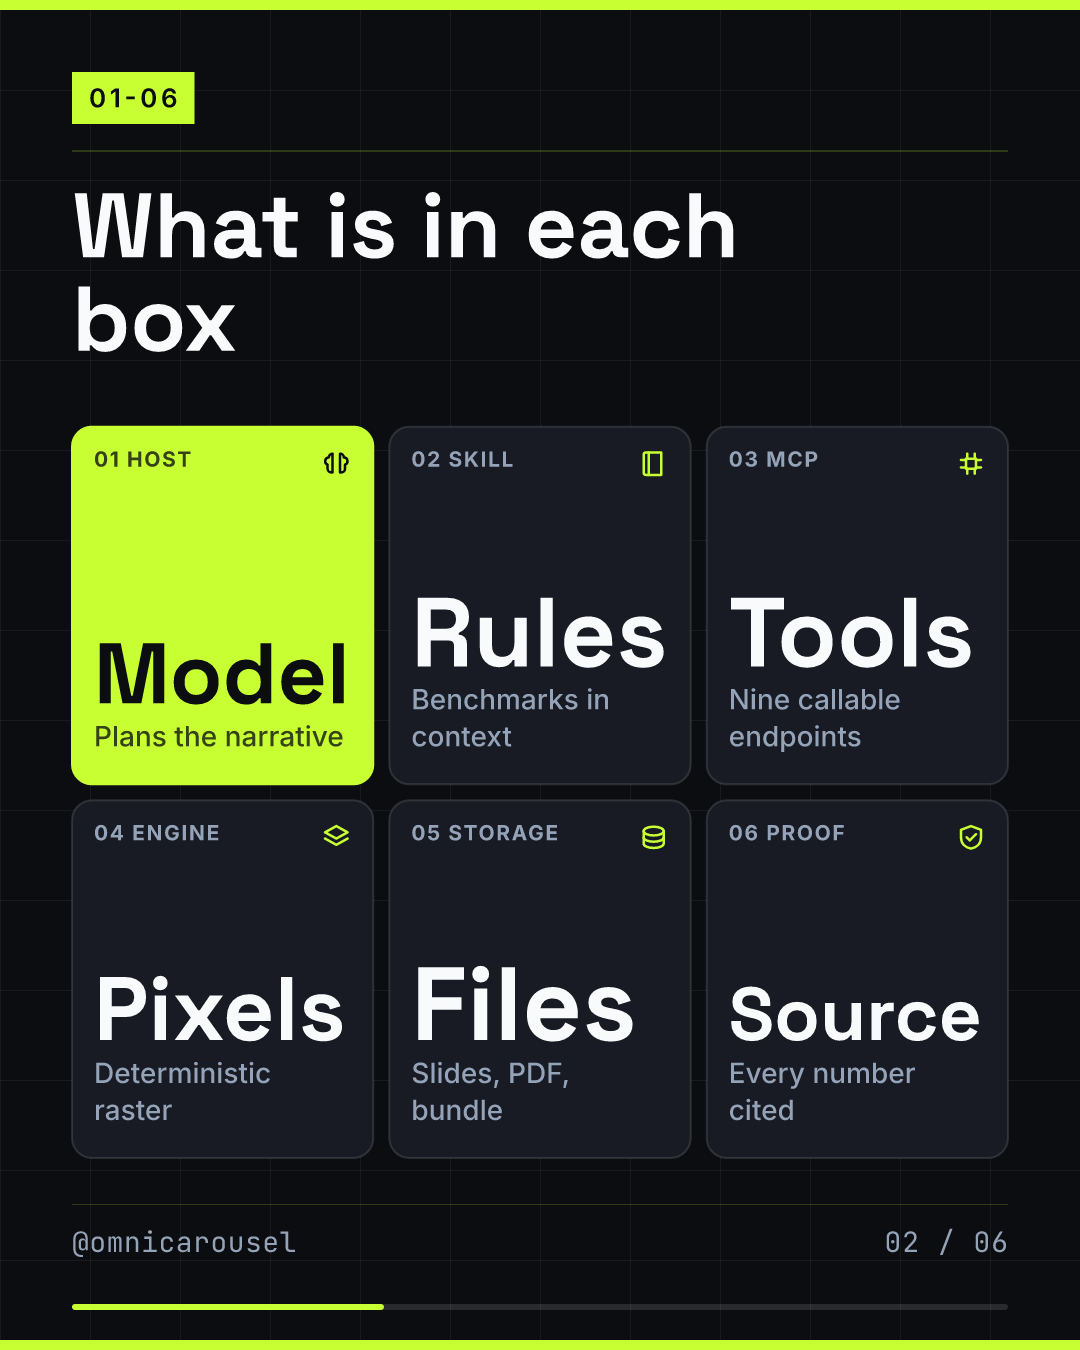 01-06
What is in each
box
01 HOST
Model
Plans the narrative
02 SKILL
Rules
Benchmarks in
context
03 MCP
Tools
Nine callable
endpoints
04 ENGINE
Pixels
Deterministic
raster
05 STORAGE
Files
Slides, PDF,
bundle
06 PROOF
Source
Every number
cited
@omnicarousel
02 / 06